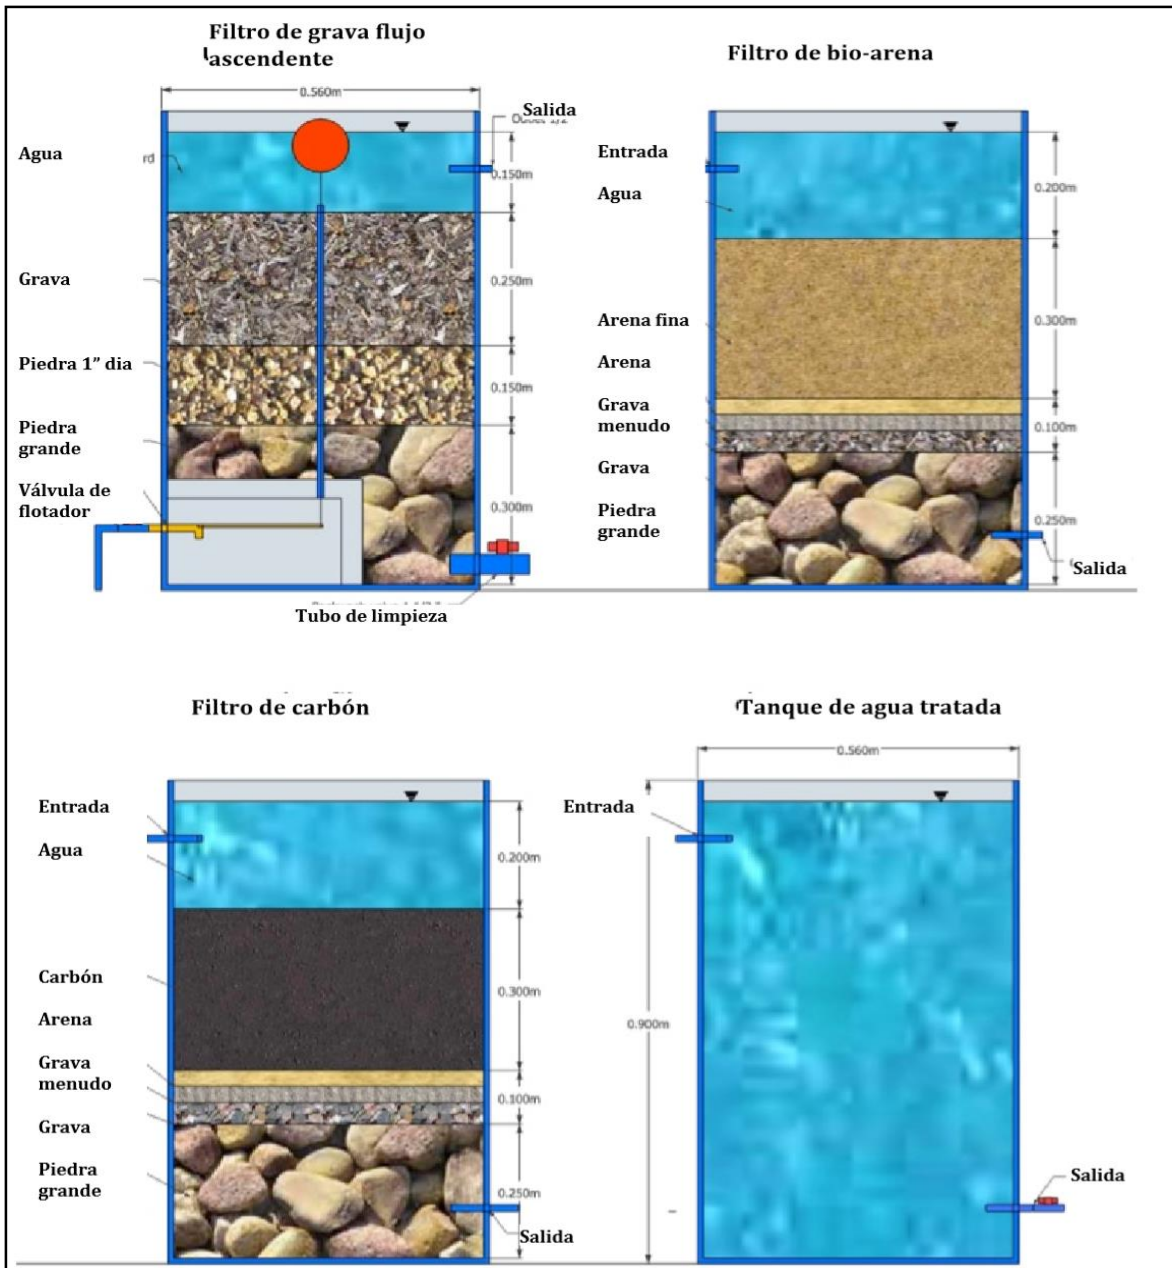 Filtro de grava flujo
ascendente
0.560m
Salida
Agua
0.150m
Grava
0.250m
Piedra 1” dia
0.150m
Piedra
grande
Válvula de
flotador
0.300m
Tubo de limpieza
Filtro de bio-arena
Entrada
Agua
0.200m
Arena fina
0.300m
Arena
Grava
menudo
0.100m
Grava
Piedra
grande
0.250m
Salida
Filtro de carbón
Entrada
Agua
0.200m
Carbón
0.300m
Arena
Grava
menudo
0.100m
Grava
Piedra
grande
0.250m
Salida
Tanque de agua tratada
0.560m
Entrada
0.900m
Salida